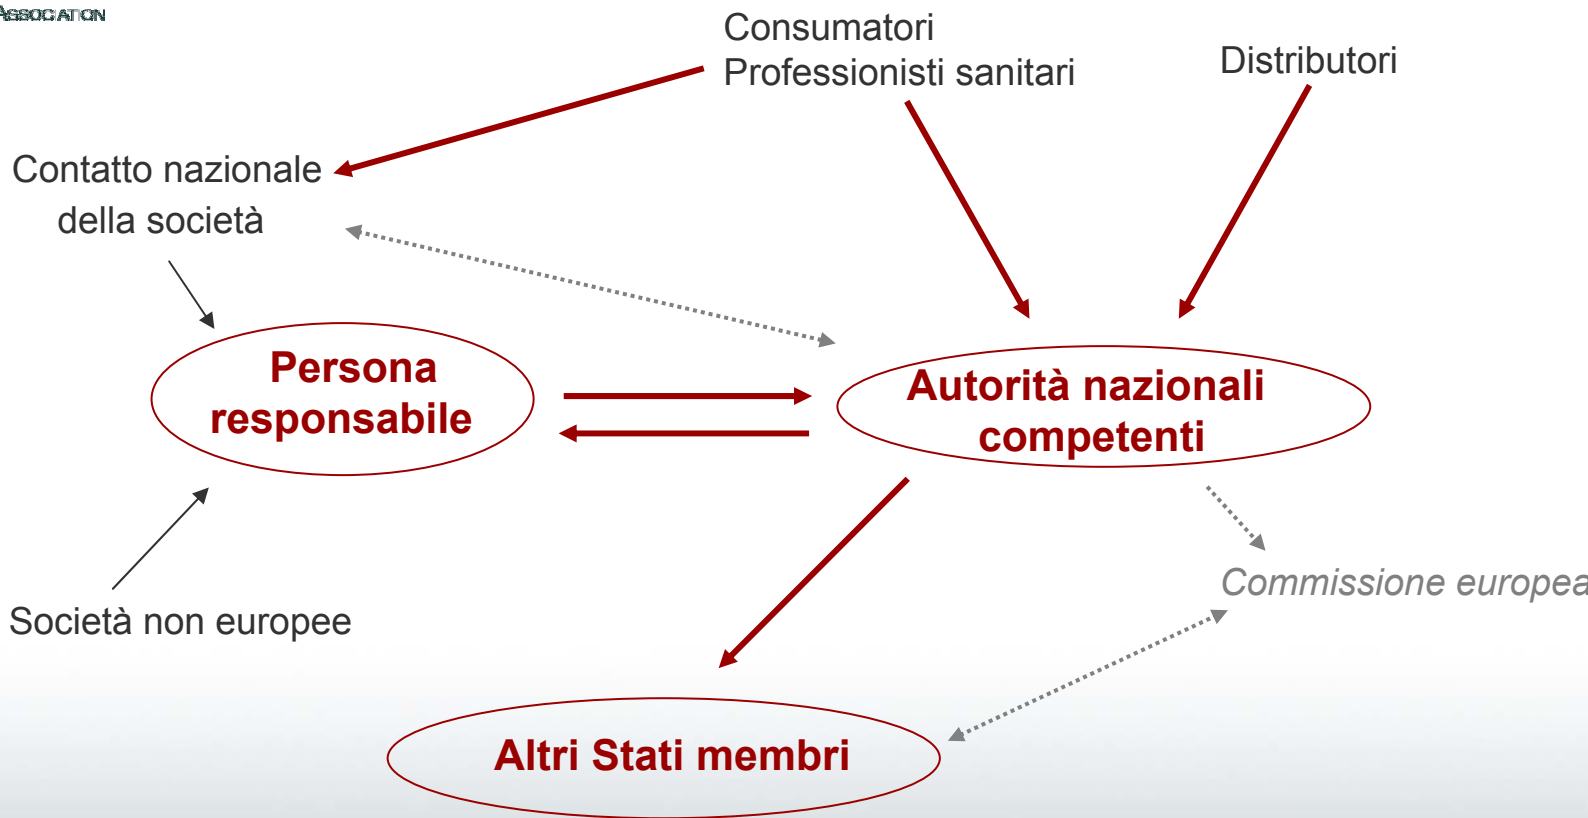 ASSOCIATION
Consumatori
Professionisti sanitari
Distributori
Contatto nazionale
della società
Persona
responsabile
Autorità nazionali
competenti
Commissione europea
Società non europee
Altri Stati membri